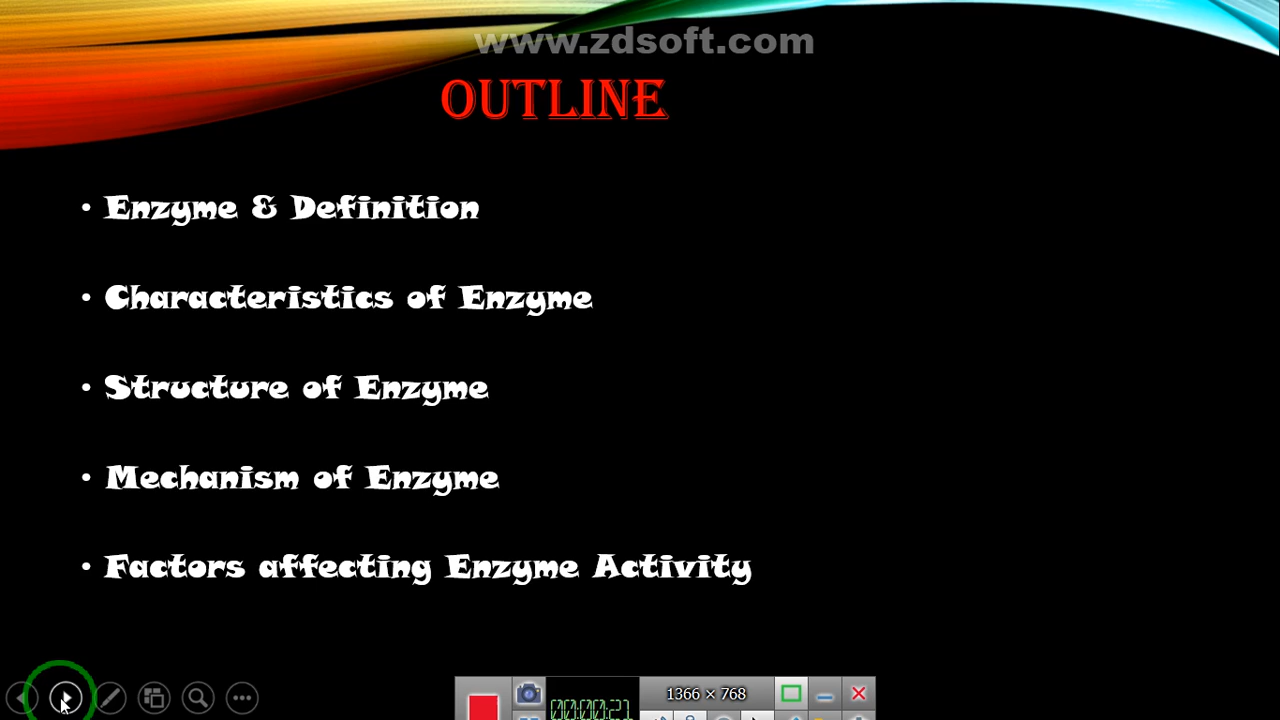 www.zdsoft.com
OUTLINE
• Enzyme & Definition
• Characteristics of Enzyme
• Structure of Enzyme
• Mechanism of Enzyme
• Factors affecting Enzyme Activity
1366 × 768